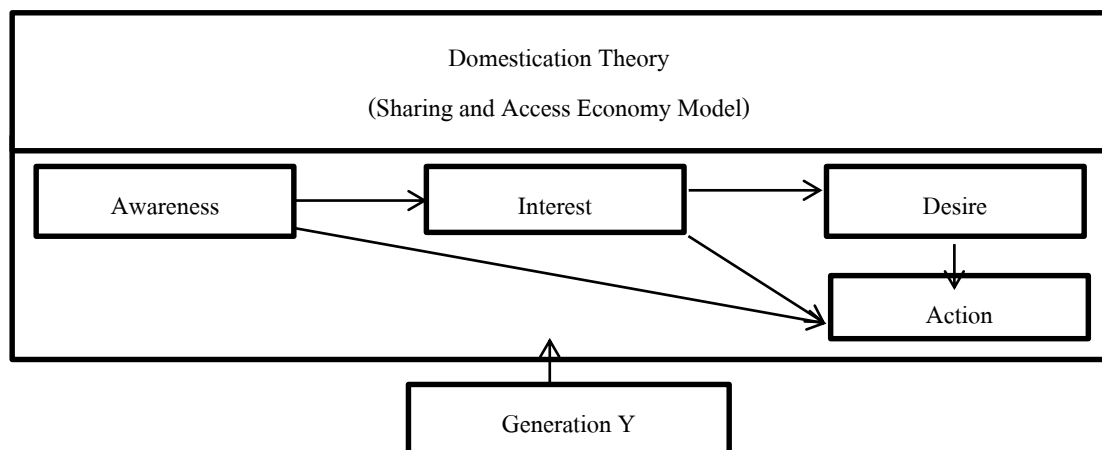 Domestication Theory
(Sharing and Access Economy Model)
Awareness
Interest
Desire
Action
Generation Y